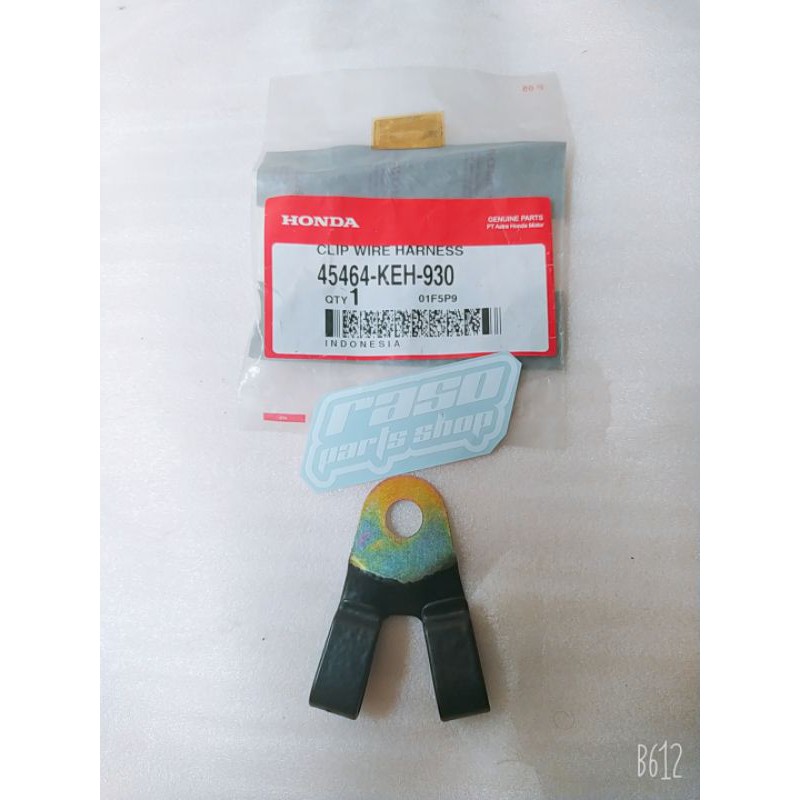 HONDA
GENUINE PARTS
PT Astra Honda Motor
CLIP WIRE HARNESS
45464-KEH-930
QTY 1 01F5P9
INDONESIA
raso
parts shop
B612